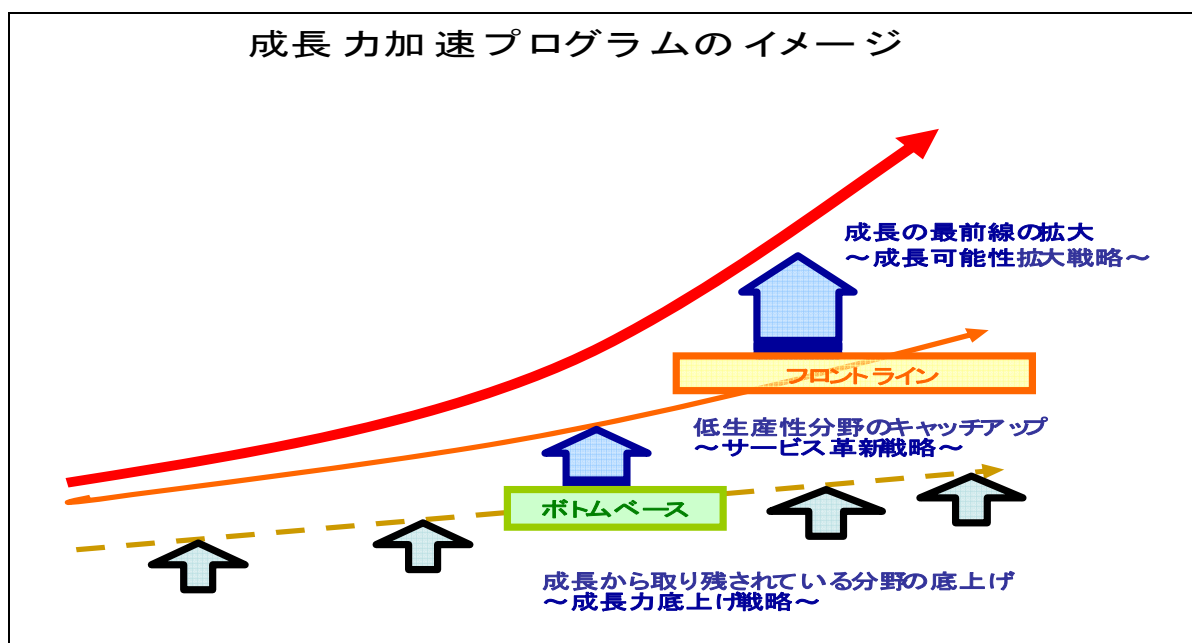 成長力加速プログラムのイメージ
成長の最前線の拡大
～成長可能性拡大戦略～
フロントライン
低生産性分野のキャッチアップ
～サービス革新戦略～
ボトムベース
成長から取り残されている分野の底上げ
～成長力底上げ戦略～